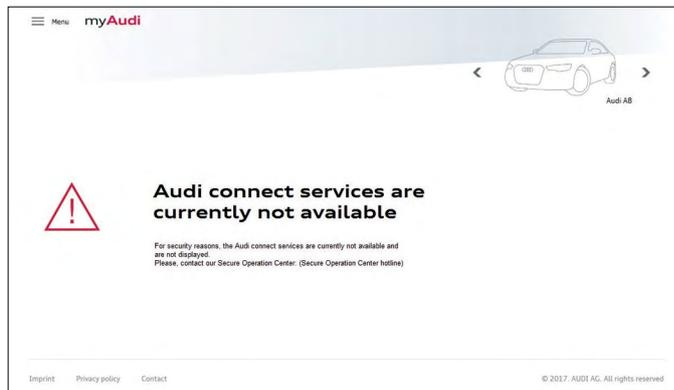 Menu myAudi
Audi A8
Audi connect services are
currently not available
For security reasons, the Audi connect services are currently not available and
are not displayed.
Please, contact our Secure Operation Center: (Secure Operation Center hotline)
Imprint Privacy policy Contact © 2017. AUDI AG. All rights reserved